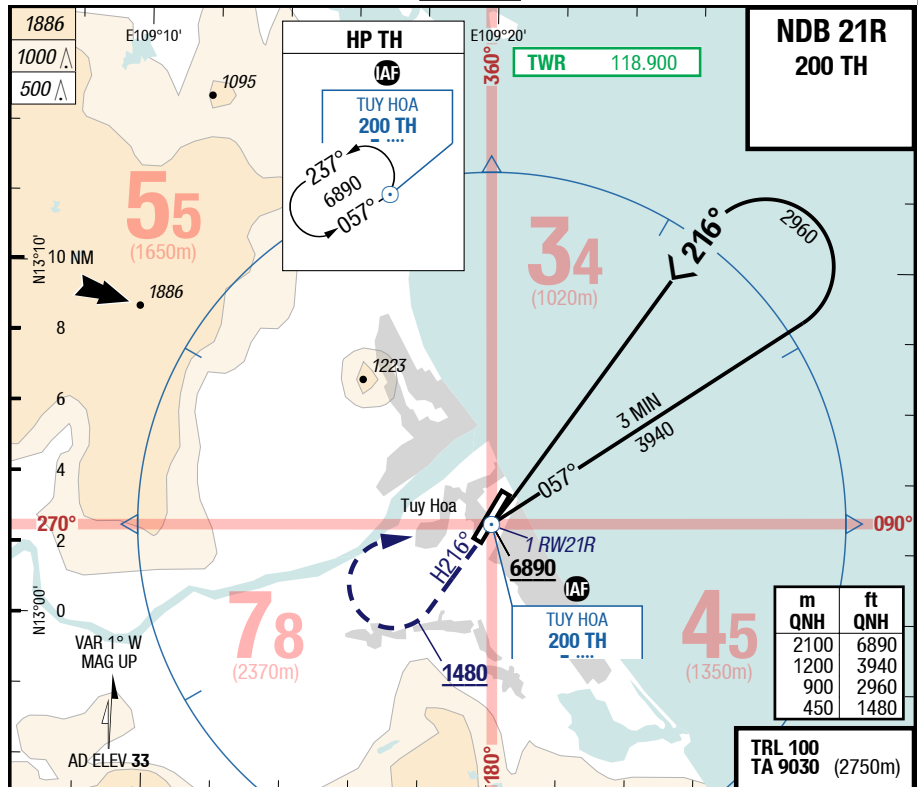 1886
1000
500
E109°10'
HP TH
IAF
TUY HOA
200 TH
237°
6890
057°
E109°20'
360°
TWR 118.900
NDB 21R
200 TH
1095
55
(1650m)
34
(1020m)
216°
2960
N13°10'
10 NM
1886
8
6
4
2
0
1223
3 MIN
3940
057°
Tuy Hoa
270°
090°
1 RW21R
6890
H216°
IAF
TUY HOA
200 TH
N13°00'
78
(2370m)
45
(1350m)
1480
VAR 1° W
MAG UP
AD ELEV 33
180°
m ft
QNH QNH
2100 6890
1200 3940
900 2960
450 1480
TRL 100
TA 9030 (2750m)